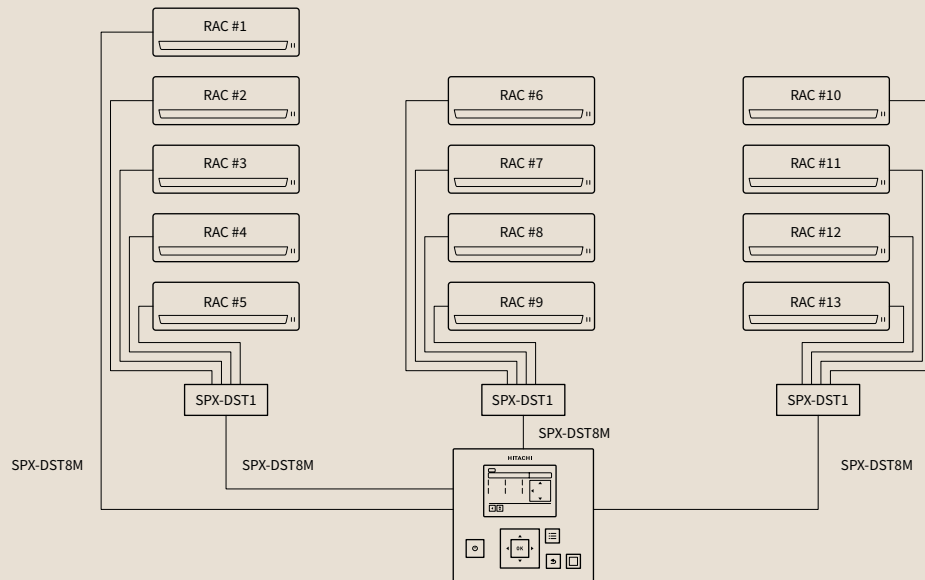 RAC #1
RAC #2
RAC #6
RAC #10
RAC #3
RAC #7
RAC #11
RAC #4
RAC #8
RAC #12
RAC #5
RAC #9
RAC #13
SPX-DST1
SPX-DST1
SPX-DST1
SPX-DST8M
SPX-DST8M
SPX-DST8M
SPX-DST8M
HITACHI
OK